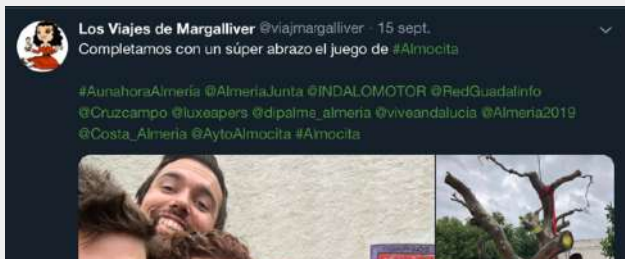 Los Viajes de Margalliver @viajmargalliver · 15 sept.
Completamos con un súper abrazo el juego de #Almocita
#AunahoraAlmería @AlmeriaJunta @INDALOMOTOR @RedGuadalinfo
@Cruzcampo @luxeapers @dipalme_almeria @viveandalucia @Almeria2019
@Costa_Almeria @AytoAlmocita #Almocita